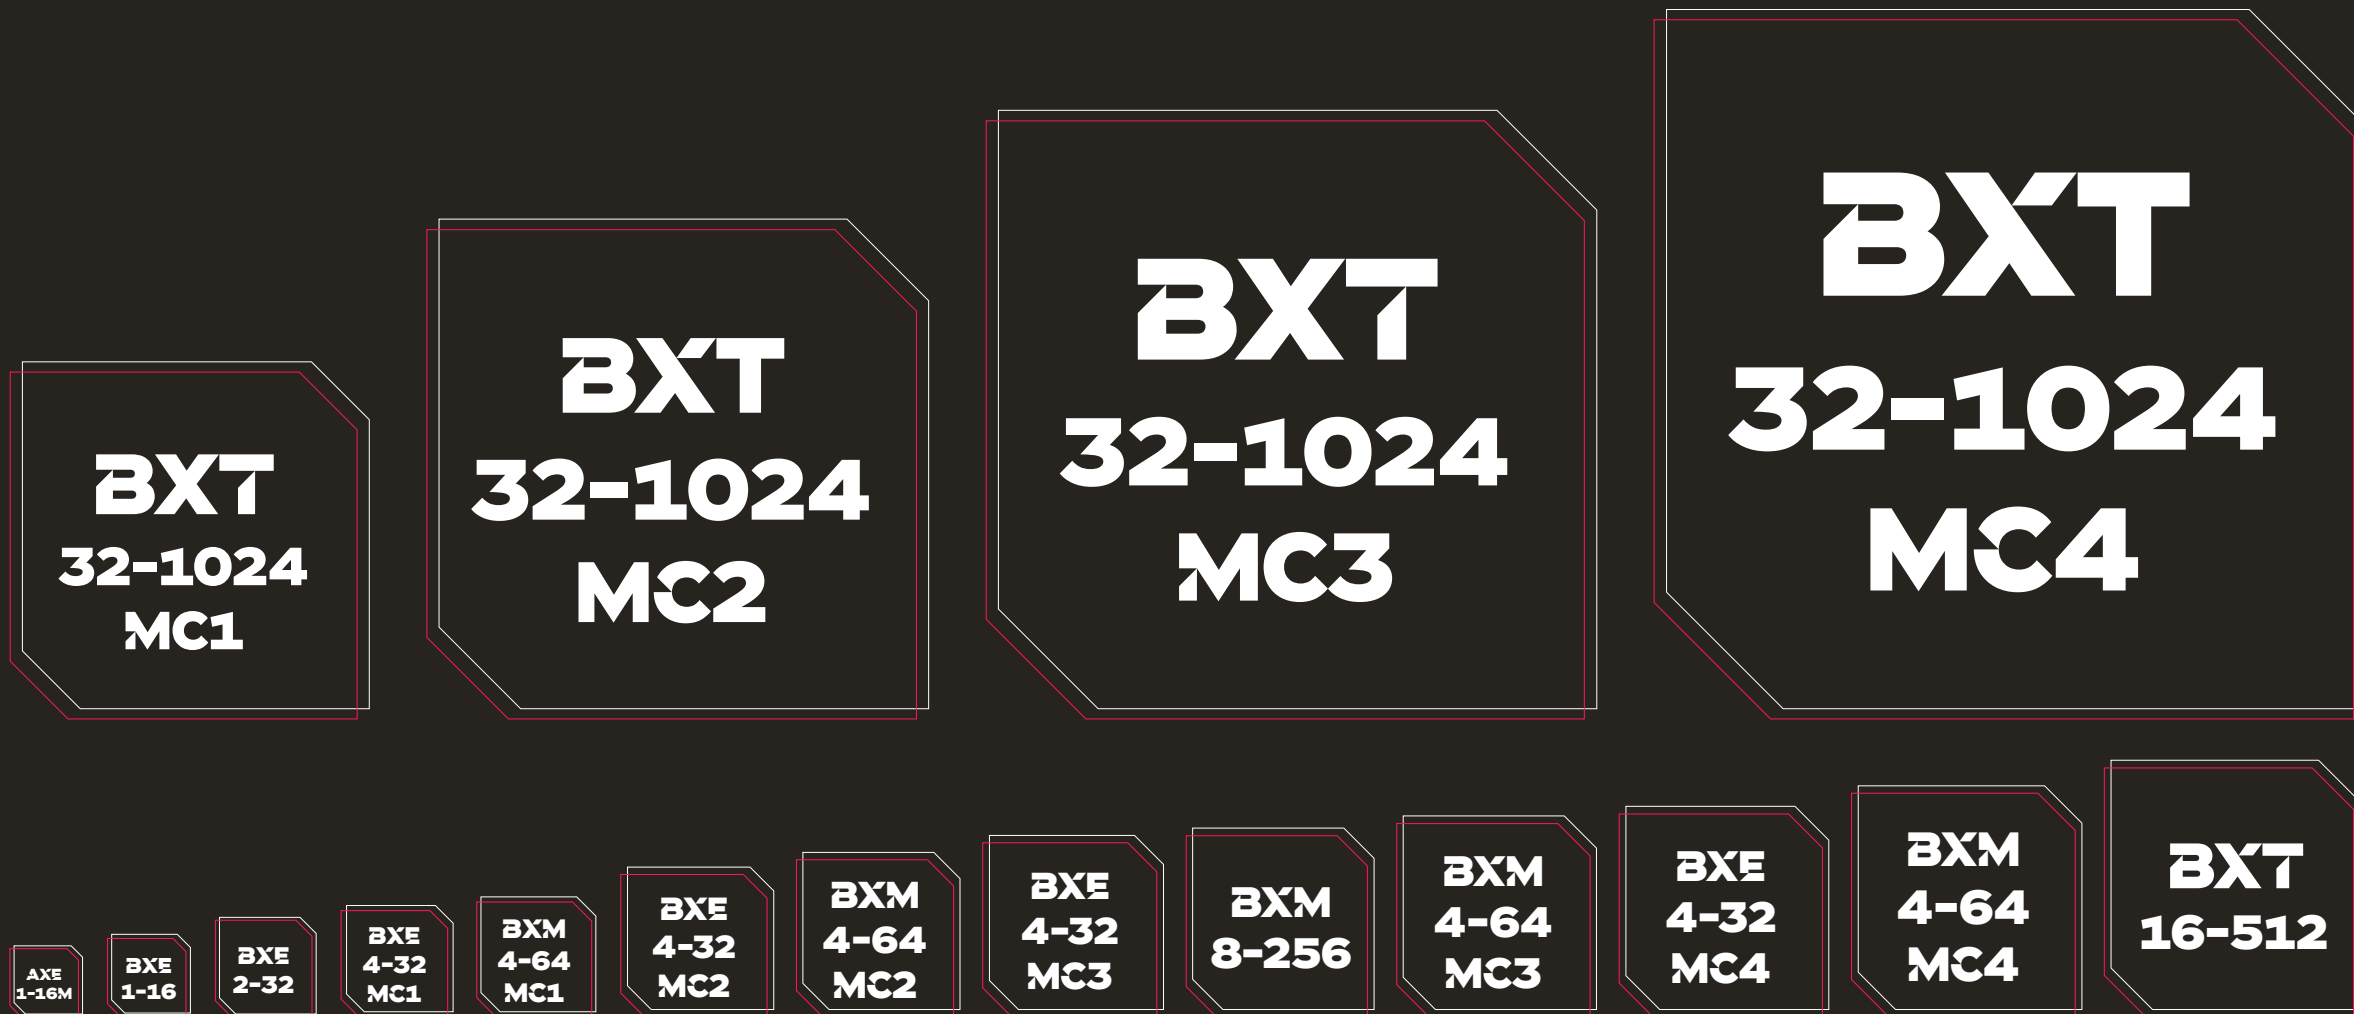 BXT
32-1024
MC1
BXT
32-1024
MC2
BXT
32-1024
MC3
BXT
32-1024
MC4
AXE
1-16M
BXE
1-16
BXE
2-32
BXE
4-32
MC1
BXM
4-64
MC1
BXE
4-32
MC2
BXM
4-64
MC2
BXE
4-32
MC3
BXM
8-256
BXM
4-64
MC3
BXE
4-32
MC4
BXM
4-64
MC4
BXT
16-512